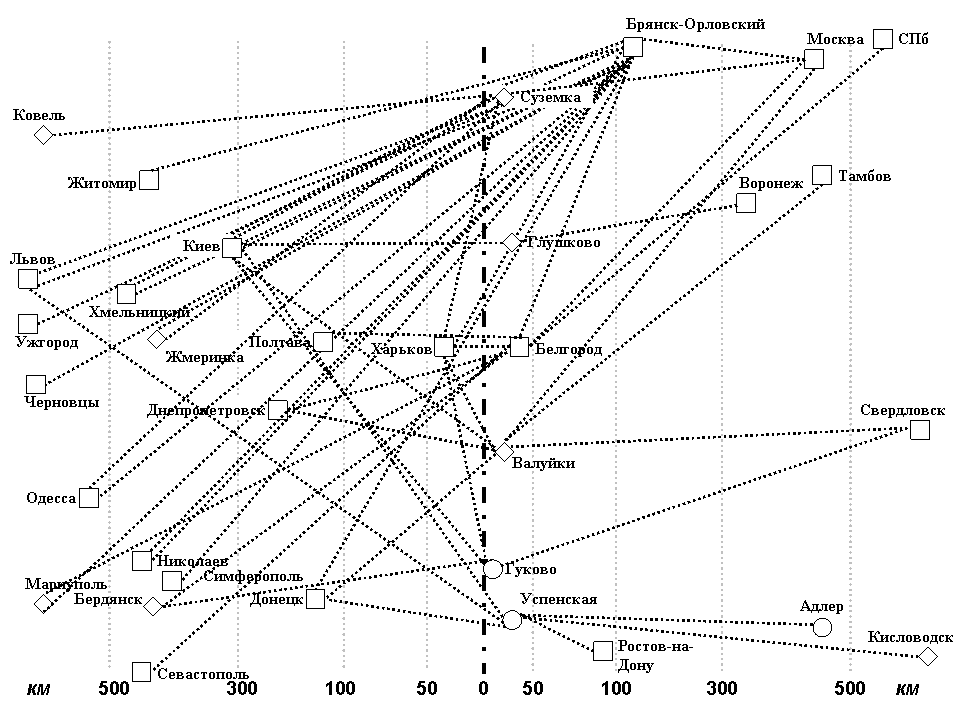 Брянск-Орловский
Москва
СПб
Суземка
Ковель
Житомир
Воронеж
Тамбов
Киев
Глушково
Львов
Хмельницкий
Ужгород
Жмеринка
Полтава
Харьков
Белгород
Черновцы
Днепропетровск
Свердловск
Валуйки
Одесса
Николаев
Гуково
Мариуполь
Симферополь
Бердянск
Донецк
Успенская
Адлер
Кисловодск
Ростов-на-
Дону
Севастополь
км 500 300 100 50 0 50 100 300 500 км